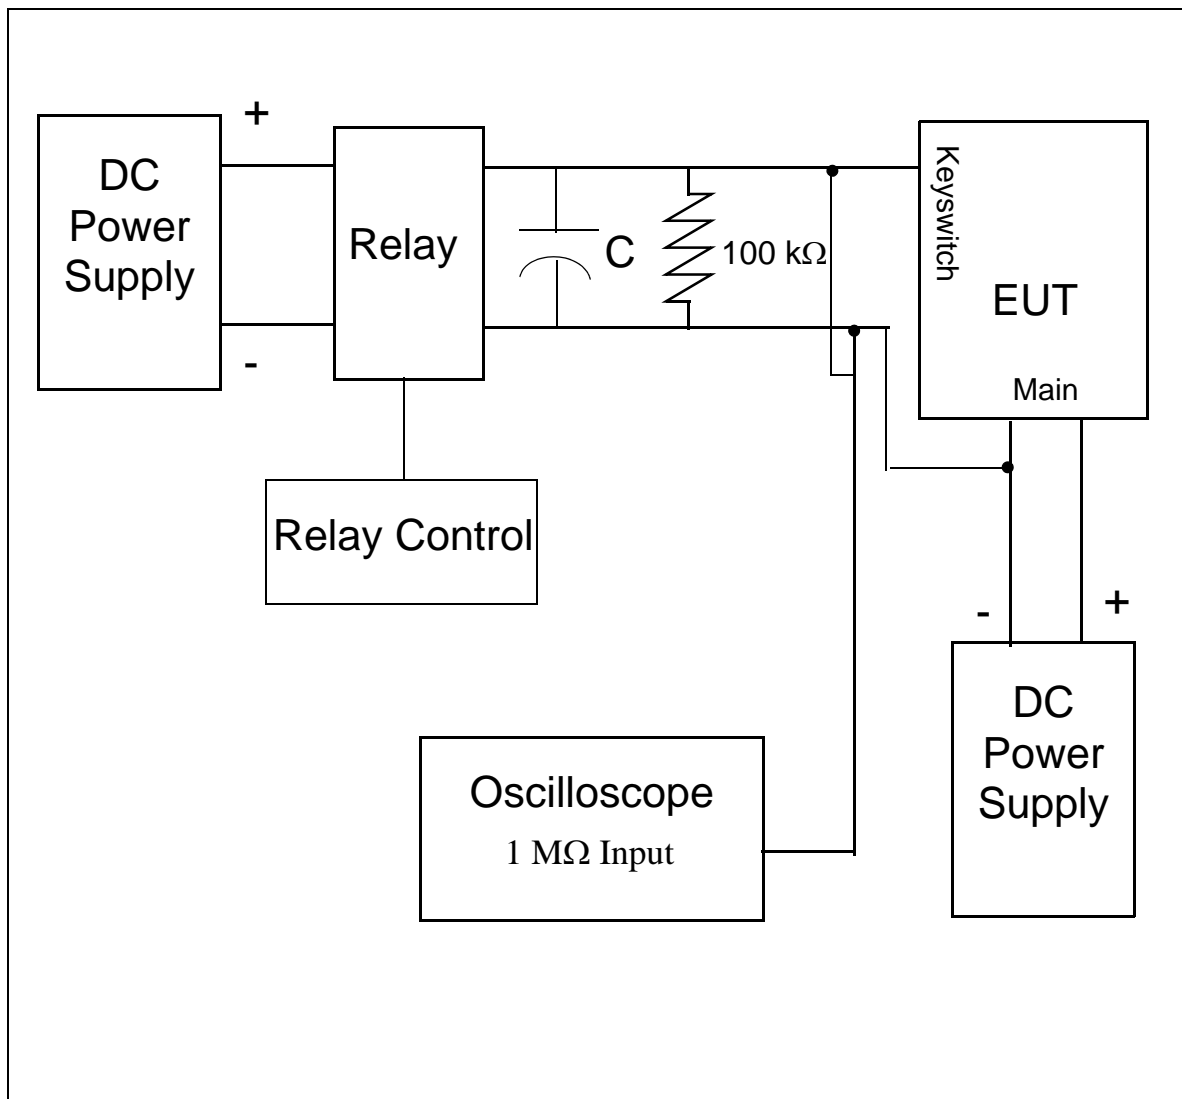 +
DC
Power
Supply
-
Relay
C
100 kΩ
Keyswitch
EUT
Main
Relay Control
-
+
DC
Power
Supply
Oscilloscope
1 MΩ Input